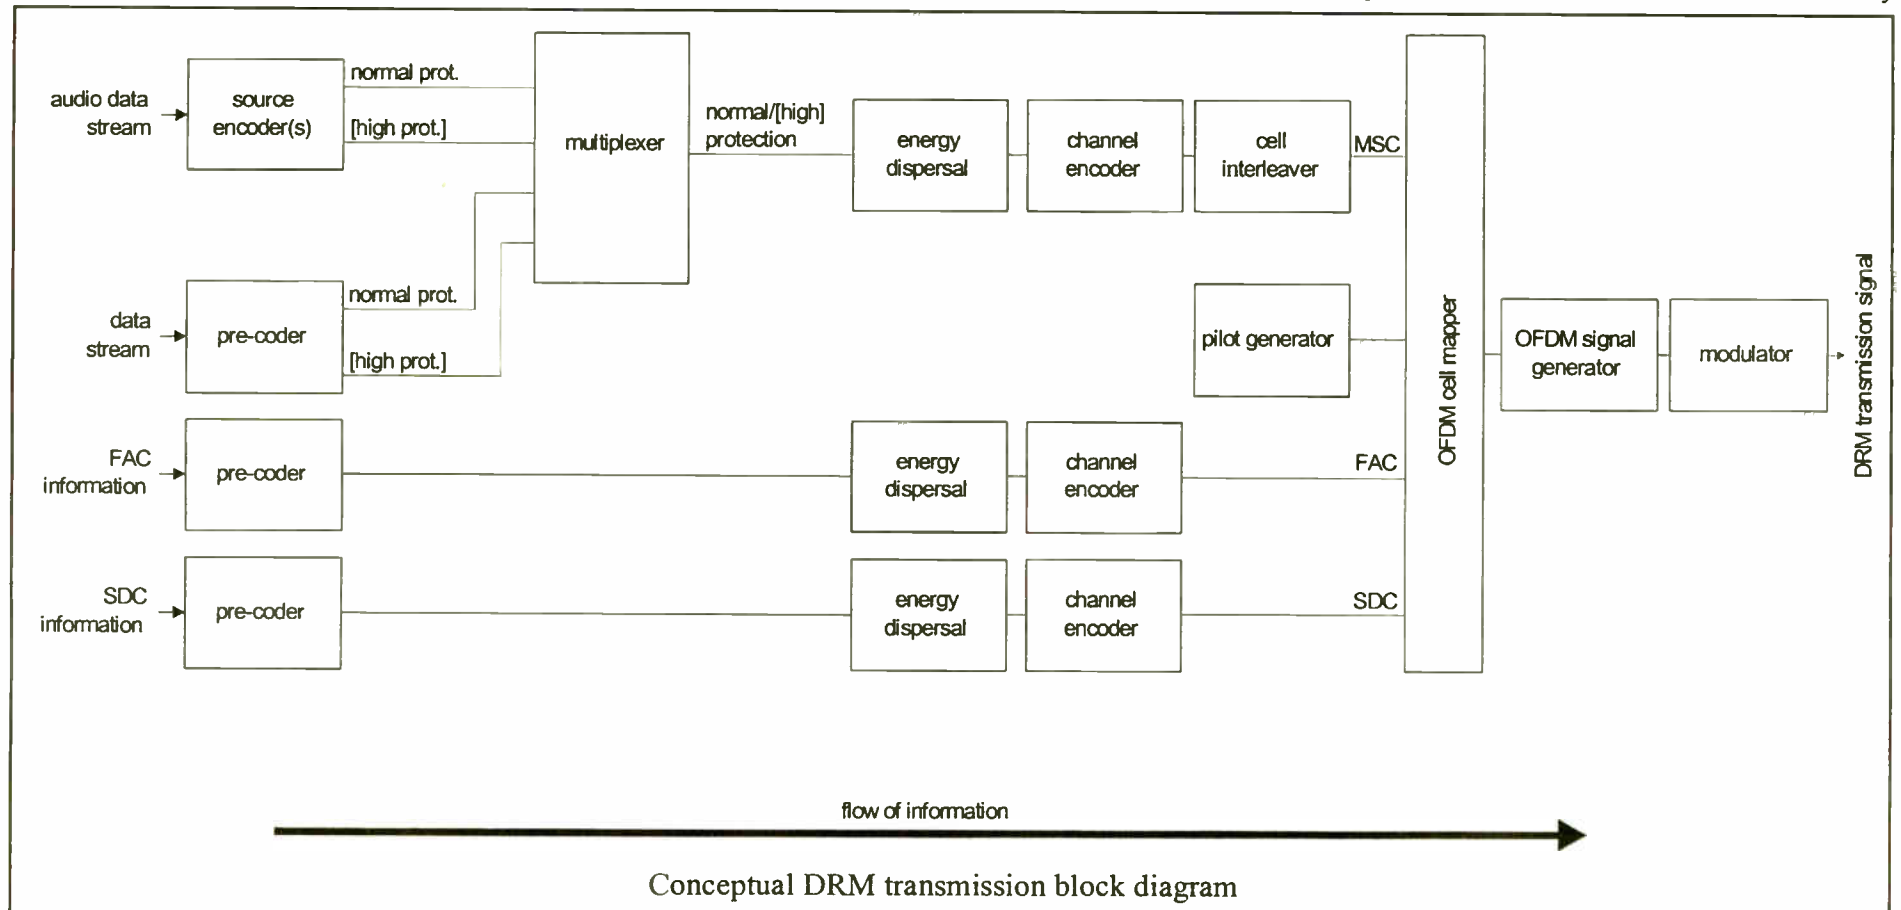 audio data
stream
source
encoder(s)
normal prot.
[high prot.]
multiplexer
normal/[high]
protection
energy
dispersal
channel
encoder
cell
interleaver
MSC
data
stream
pre-coder
normal prot.
[high prot.]
pilot generator
OFDM cell mapper
OFDM signal
generator
modulator
DRM transmission signal
FAC
information
pre-coder
energy
dispersal
channel
encoder
FAC
SDC
information
pre-coder
energy
dispersal
channel
encoder
SDC
flow of information
Conceptual DRM transmission block diagram